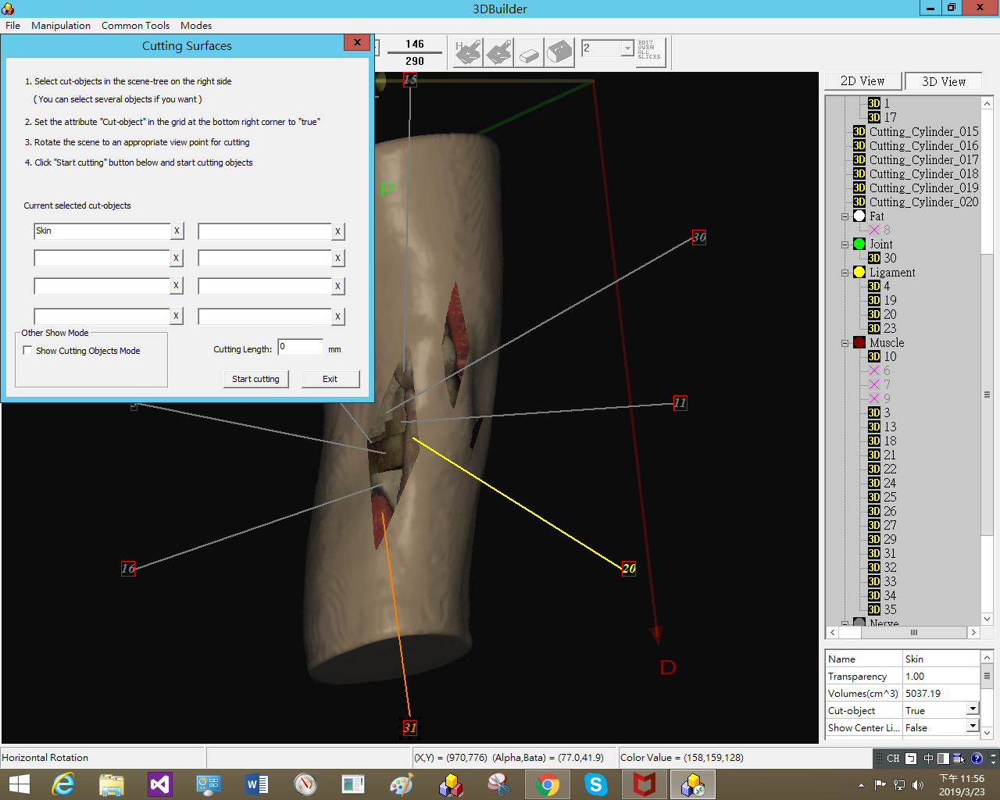 3DBuilder
File Manipulation Common Tools Modes
Cutting Surfaces
1. Select cut-objects in the scene-tree on the right side
( You can select several objects if you want )
2. Set the attribute "Cut-object" in the grid at the bottom right corner to "true"
3. Rotate the scene to an appropriate view point for cutting
4. Click "Start cutting" button below and start cutting objects
Current selected cut-objects
Skin X X
X X
X X
X X
Other Show Mode
Show Cutting Objects Mode
Cutting Length: 0 mm
Start cutting Exit
146
290
H
2
EDIT
OVER
ALL
SLICES
15
P
30
11
20
16
31
D
2D View 3D View
3D 1
3D 17
3D Cutting_Cylinder_015
3D Cutting_Cylinder_016
3D Cutting_Cylinder_017
3D Cutting_Cylinder_018
3D Cutting_Cylinder_019
3D Cutting_Cylinder_020
Fat
8
Joint
3D 30
Ligament
3D 4
3D 19
3D 20
3D 23
Muscle
3D 10
6
7
9
3D 3
3D 13
3D 18
3D 21
3D 22
3D 24
3D 25
3D 26
3D 27
3D 29
3D 31
3D 32
3D 33
3D 34
3D 35
Nerve
Name Skin
Transparency 1.00
Volumes(cm^3) 5037.19
Cut-object True
Show Center Li... False
Horizontal Rotation
(X,Y) = (970,776) (Alpha,Bata) = (77.0,41.9)
Color Value = (158,159,128)
CH 中
下午 11:56
2019/3/23